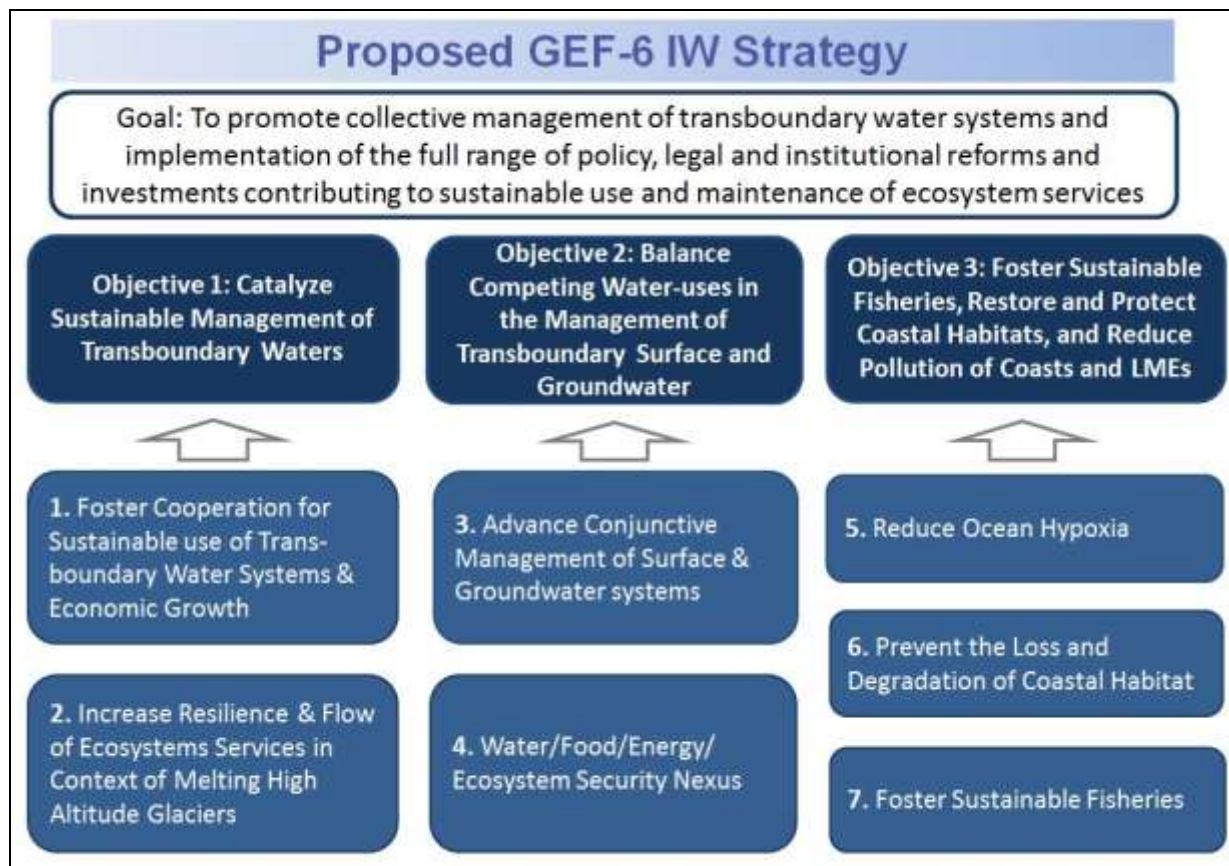 Proposed GEF-6 IW Strategy
Goal: To promote collective management of transboundary water systems and
implementation of the full range of policy, legal and institutional reforms and
investments contributing to sustainable use and maintenance of ecosystem services
Objective 1: Catalyze
Sustainable Management of
Transboundary Waters
Objective 2: Balance
Competing Water-uses in
the Management of
Transboundary Surface and
Groundwater
Objective 3: Foster Sustainable
Fisheries, Restore and Protect
Coastal Habitats, and Reduce
Pollution of Coasts and LMEs
1. Foster Cooperation for
Sustainable use of Trans-
boundary Water Systems &
Economic Growth
2. Increase Resilience & Flow
of Ecosystems Services in
Context of Melting High
Altitude Glaciers
3. Advance Conjunctive
Management of Surface &
Groundwater systems
4. Water/Food/Energy/
Ecosystem Security Nexus
5. Reduce Ocean Hypoxia
6. Prevent the Loss and
Degradation of Coastal Habitat
7. Foster Sustainable Fisheries